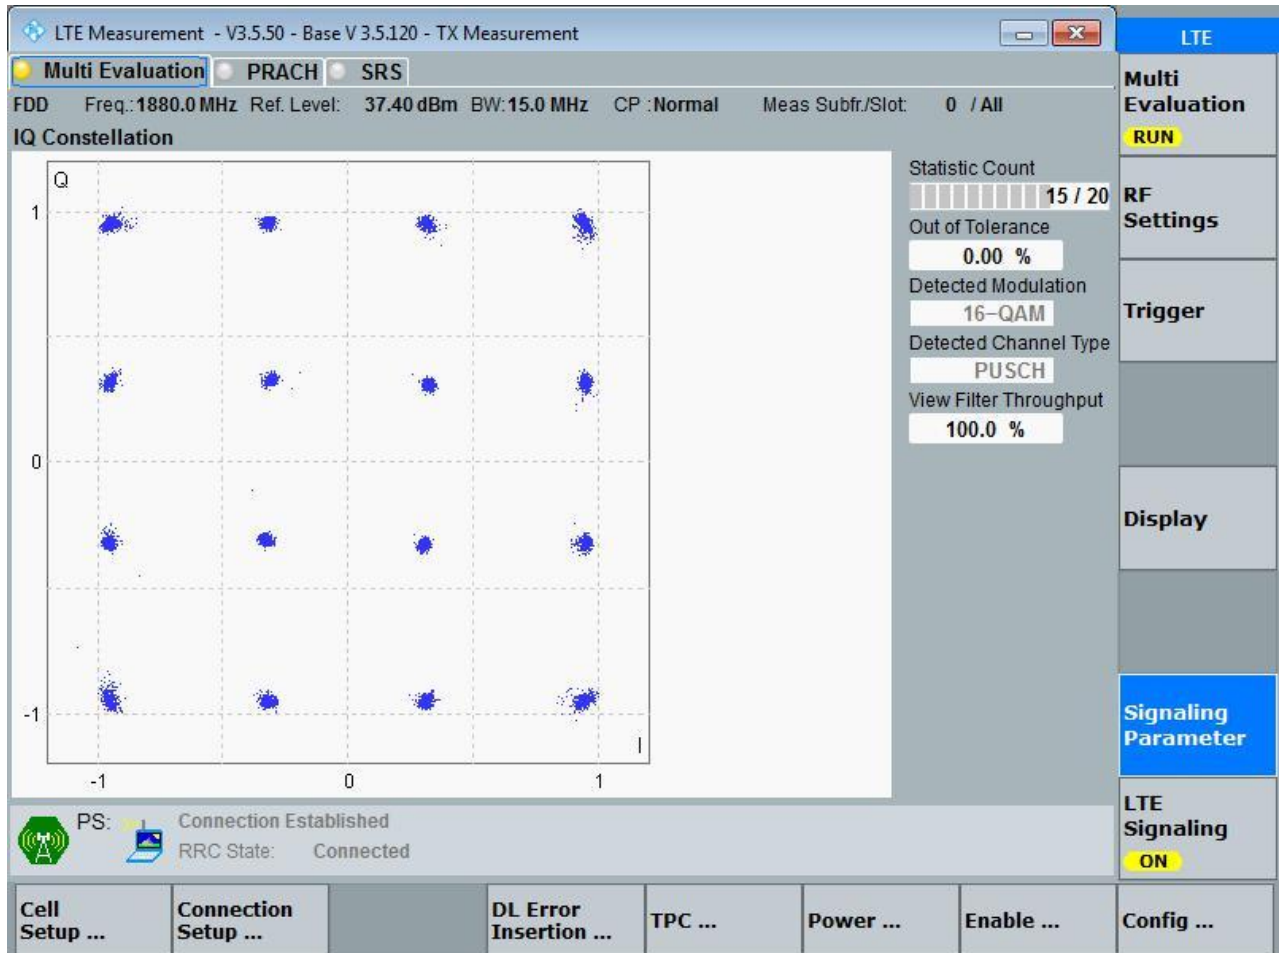 LTE Measurement - V3.5.50 - Base V 3.5.120 - TX Measurement
LTE
Multi Evaluation PRACH SRS
FDD Freq.: 1880.0 MHz Ref. Level: 37.40 dBm BW: 15.0 MHz CP : Normal Meas Subfr./Slot: 0 / All
IQ Constellation
Q
1
0
-1
I
-1 0 1
Statistic Count
15 / 20
Out of Tolerance
0.00 %
Detected Modulation
16-QAM
Detected Channel Type
PUSCH
View Filter Throughput
100.0 %
Multi
Evaluation
RUN
RF
Settings
Trigger
Display
Signaling
Parameter
LTE
Signaling
ON
PS: Connection Established
RRC State: Connected
Cell
Setup ...
Connection
Setup ...
DL Error
Insertion ...
TPC ...
Power ...
Enable ...
Config ...